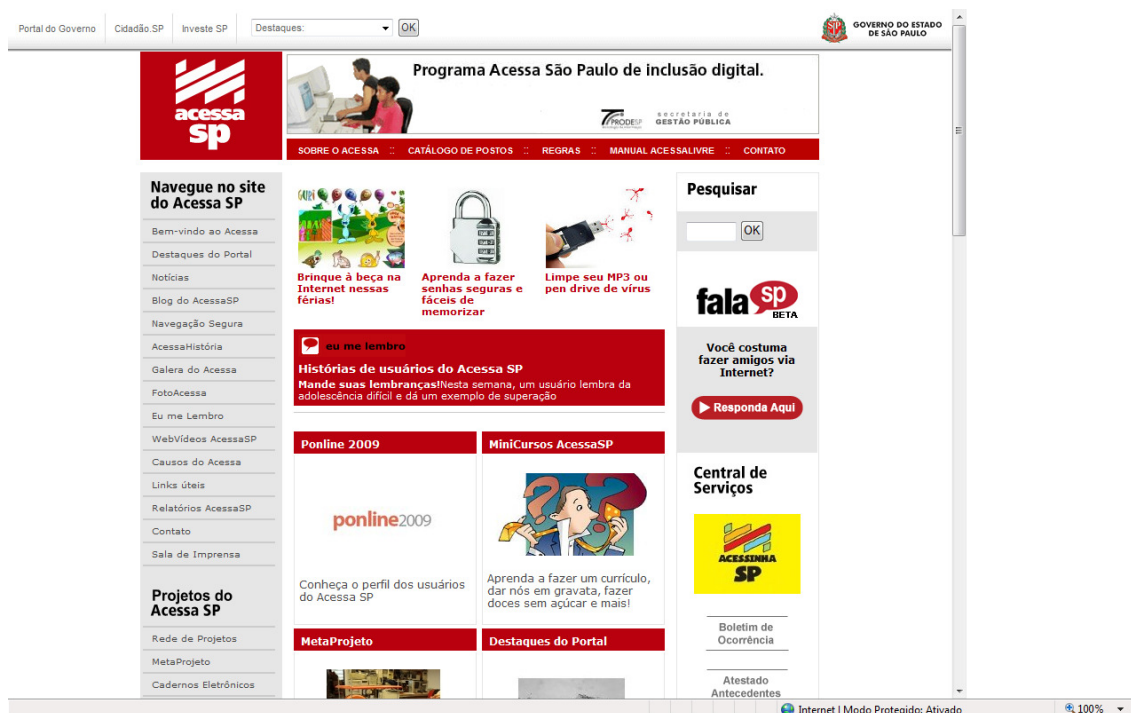 Portal do Governo
Cidadão.SP
Investe SP
Destaques:
OK
GOVERNO DO ESTADO
DE SÃO PAULO
acessa
sp
Programa Acessa São Paulo de inclusão digital.
PRODESP
secretaria de
GESTÃO PÚBLICA
SOBRE O ACESSA :: CATÁLOGO DE POSTOS :: REGRAS :: MANUAL ACESSALIVRE :: CONTATO
Navegue no site
do Acessa SP
Bem-vindo ao Acessa
Destaques do Portal
Notícias
Blog do AcessaSP
Navegação Segura
AcessaHistória
Galera do Acessa
FotoAcessa
Eu me Lembro
WebVídeos AcessaSP
Causos do Acessa
Links úteis
Relatórios AcessaSP
Contato
Sala de Imprensa
Projetos do
Acessa SP
Rede de Projetos
MetaProjeto
Cadernos Eletrônicos
GURI
Brinque à beça na
Internet nessas
férias!
Aprenda a fazer
senhas seguras e
fáceis de
memorizar
Limpe seu MP3 ou
pen drive de vírus
eu me lembro
Histórias de usuários do Acessa SP
Mande suas lembranças!Nesta semana, um usuário lembra da
adolescência difícil e dá um exemplo de superação
Ponline 2009
ponline2009
Conheça o perfil dos usuários
do Acessa SP
MiniCursos AcessaSP
Aprenda a fazer um currículo,
dar nós em gravata, fazer
doces sem açúcar e mais!
MetaProjeto
Destaques do Portal
Pesquisar
OK
fala sp
BETA
Você costuma
fazer amigos via
Internet?
Responda Aqui
Central de
Serviços
ACESSINHA
SP
Boletim de
Ocorrência
Atestado
Antecedentes
Internet | Modo Protegido: Ativado
100%